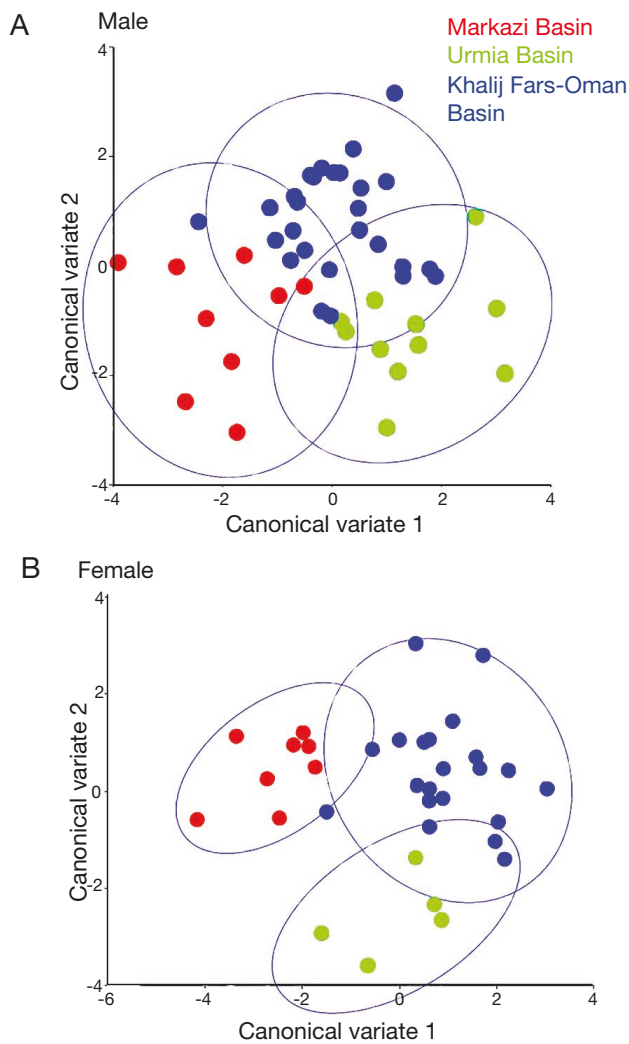 A
Male
Markazi Basin
Urmia Basin
Khalij Fars-Oman
Basin
4
2
0
-2
-4
Canonical variate 2
-4
-2
0
2
4
Canonical variate 1
B
Female
4
2
0
-2
-4
Canonical variate 2
-6
-4
-2
0
2
4
Canonical variate 1